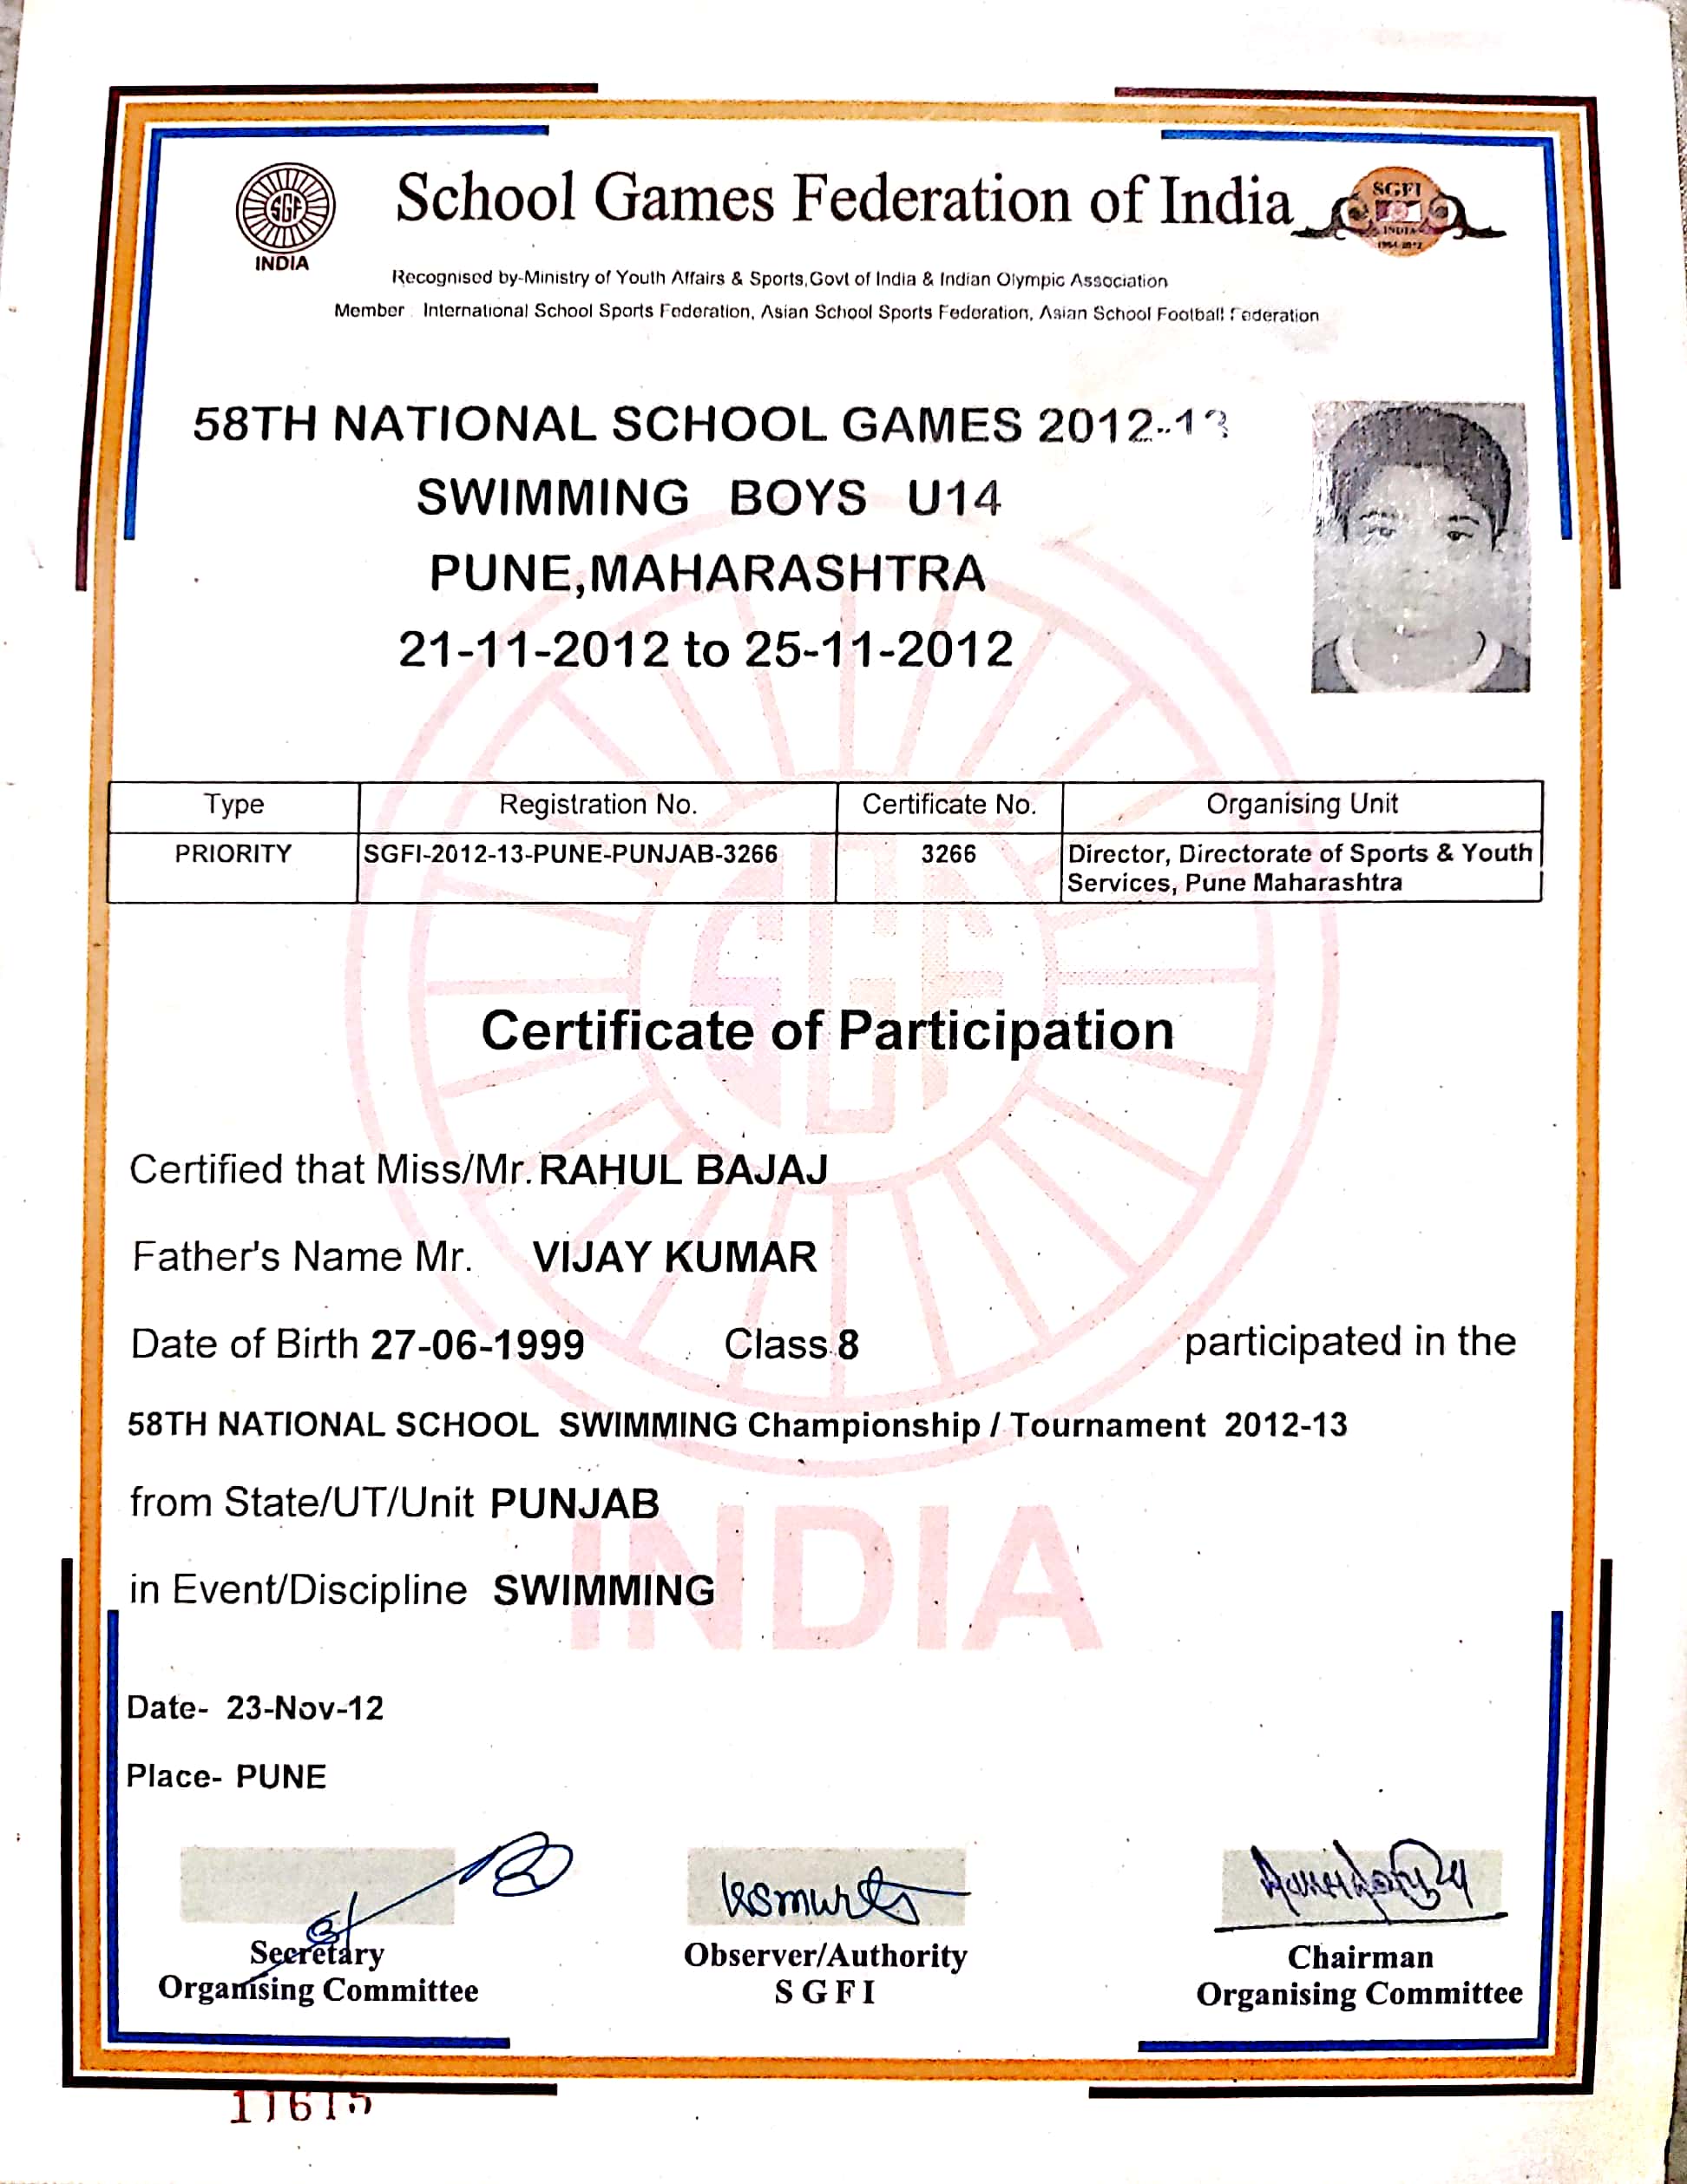 SGF
INDIA
School Games Federation of India
SGFI
INDIA
1954-2012
Recognised by-Ministry of Youth Affairs & Sports,Govt of India & Indian Olympic Association
Member International School Sports Federation, Asian School Sports Federation, Asian School Football Federation
58TH NATIONAL SCHOOL GAMES 2012-13
SWIMMING BOYS U14
PUNE,MAHARASHTRA
21-11-2012 to 25-11-2012
Type Registration No. Certificate No. Organising Unit
PRIORITY SGFI-2012-13-PUNE-PUNJAB-3266 3266 Director, Directorate of Sports & Youth
Services, Pune Maharashtra
SGF
Certificate of Participation
Certified that Miss/Mr. RAHUL BAJAJ
Father's Name Mr. VIJAY KUMAR
Date of Birth 27-06-1999 Class 8 participated in the
58TH NATIONAL SCHOOL SWIMMING Championship / Tournament 2012-13
from State/UT/Unit PUNJAB
INDIA
in Event/Discipline SWIMMING
Date- 23-Nov-12
Place- PUNE
Secretary
Organising Committee
Observer/Authority
S G F I
Chairman
Organising Committee
11615